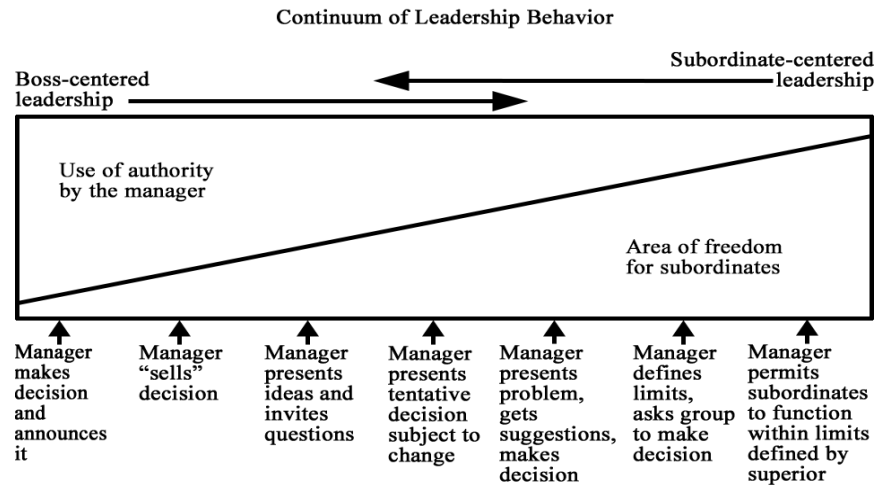 Continuum of Leadership Behavior
Boss-centered
leadership
Subordinate-centered
leadership
Use of authority
by the manager
Area of freedom
for subordinates
Manager
makes
decision
and
announces
it
Manager
“sells”
decision
Manager
presents
ideas and
invites
questions
Manager
presents
tentative
decision
subject to
change
Manager
presents
problem,
gets
suggestions,
makes
decision
Manager
defines
limits,
asks group
to make
decision
Manager
permits
subordinates
to function
within limits
defined by
superior